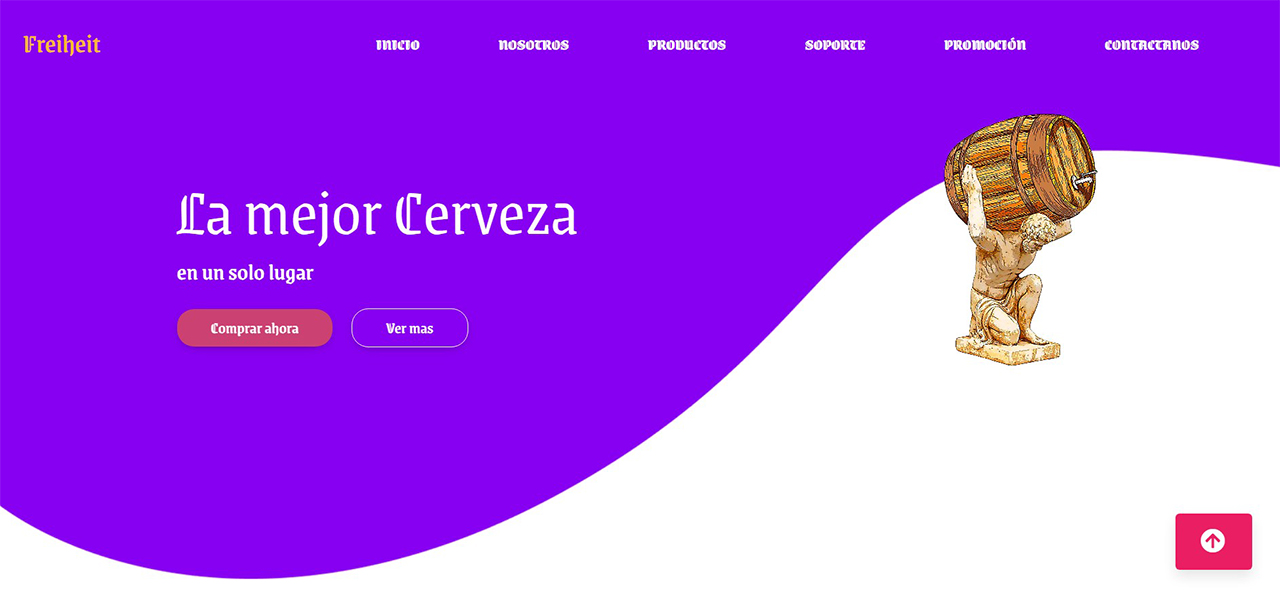 Freiheit
INICIO NOSOTROS PRODUCTOS SOPORTE PROMOCIÓN CONTACTANOS
La mejor Cerveza
en un solo lugar
Comprar ahora Ver mas